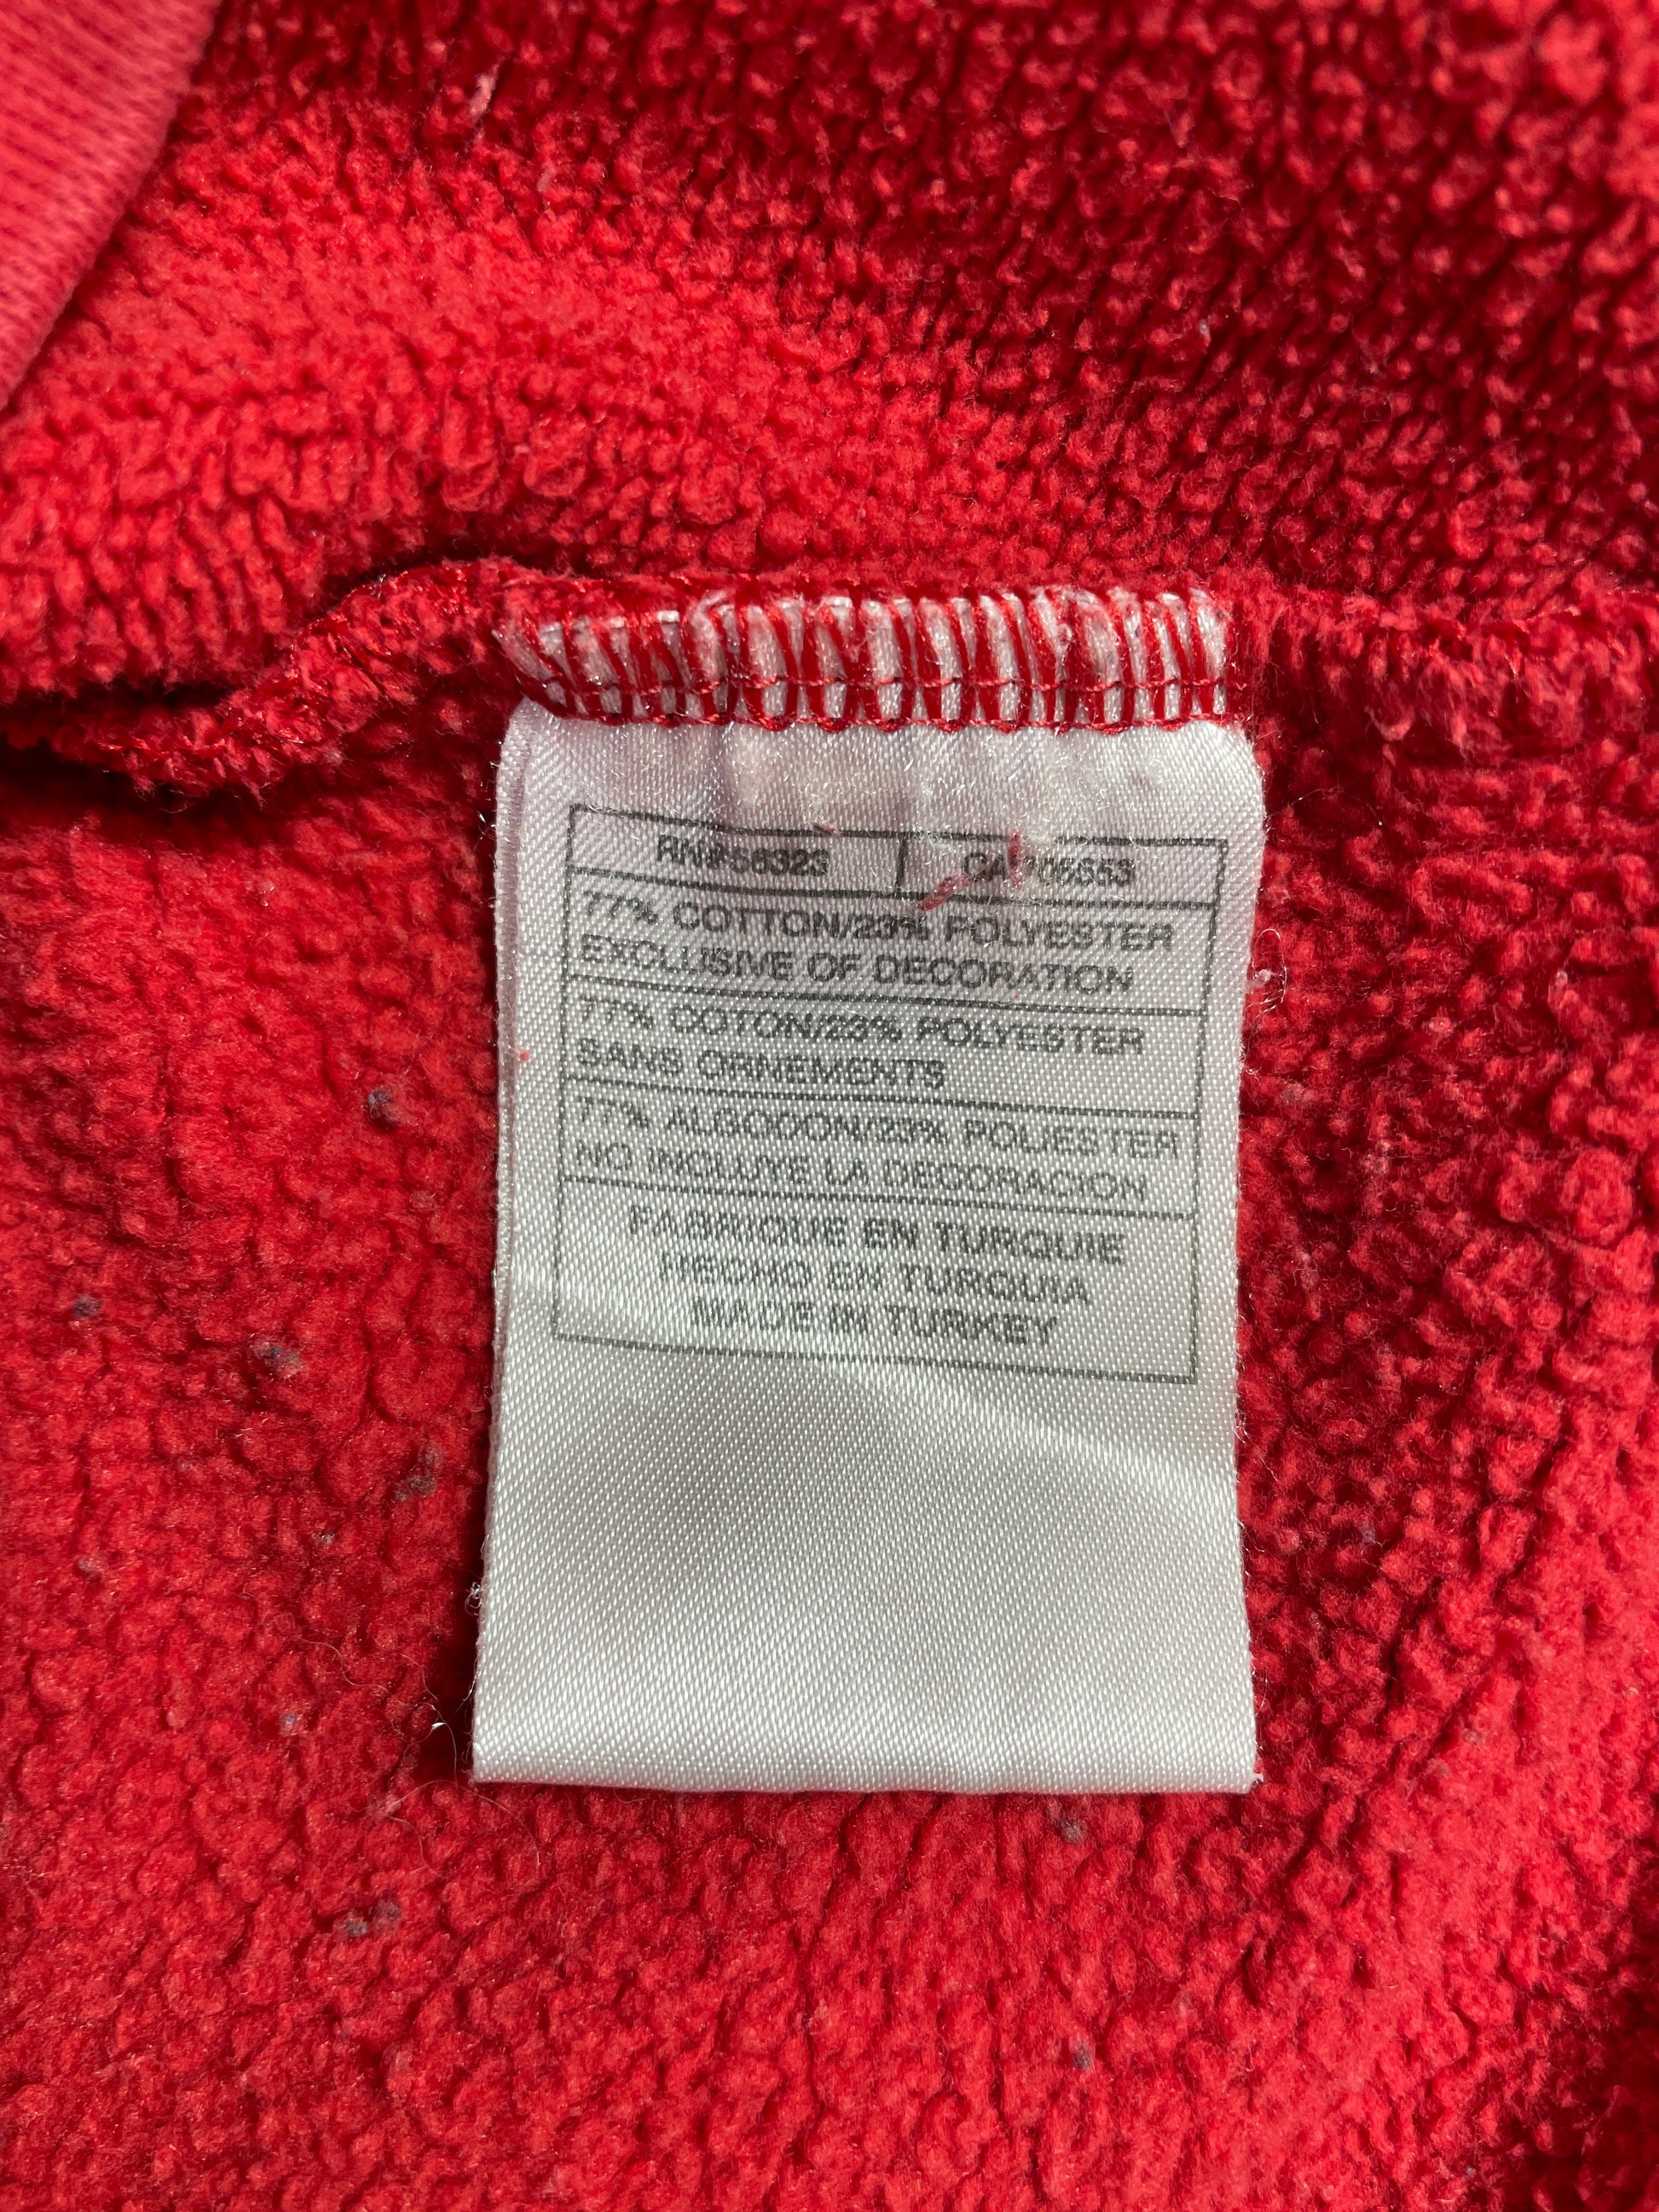 RN#56323 CA#05553
77% COTTON/23% POLYESTER
EXCLUSIVE OF DECORATION
77% COTON/23% POLYESTER
SANS ORNEMENTS
77% ALGODON/23% POLIESTER
NO INCLUYE LA DECORACION
FABRIQUE EN TURQUIE
HECHO EN TURQUIA
MADE IN TURKEY